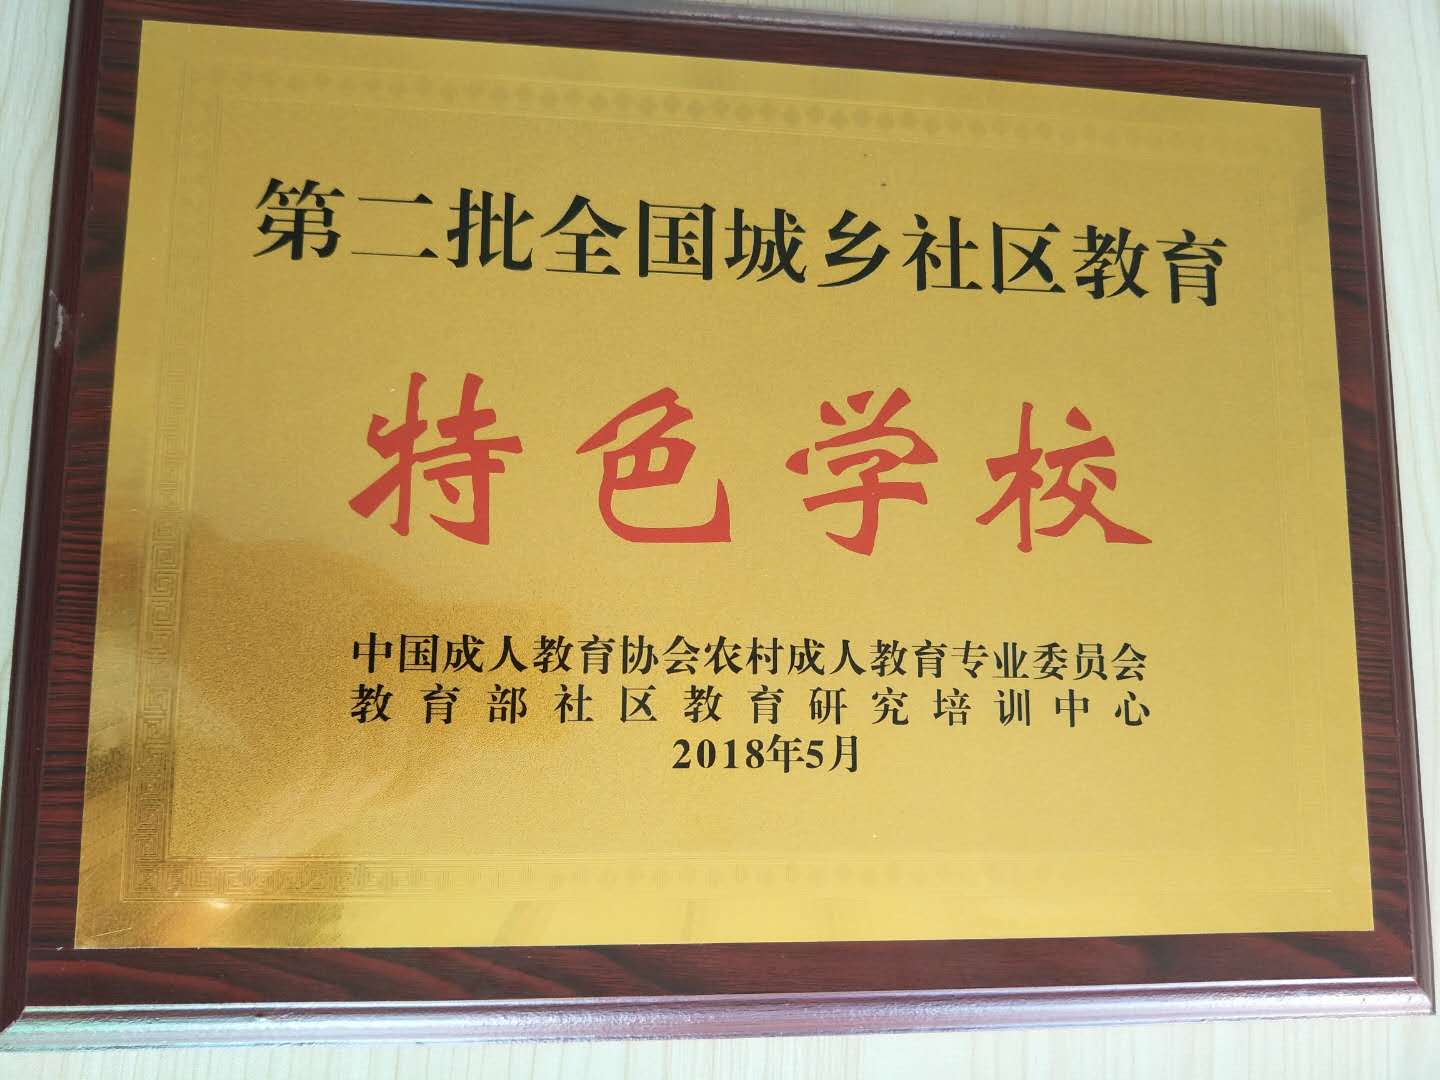 第二批全国城乡社区教育
特色学校
中国成人教育协会农村成人教育专业委员会
教育部社区教育研究培训中心
2018年5月